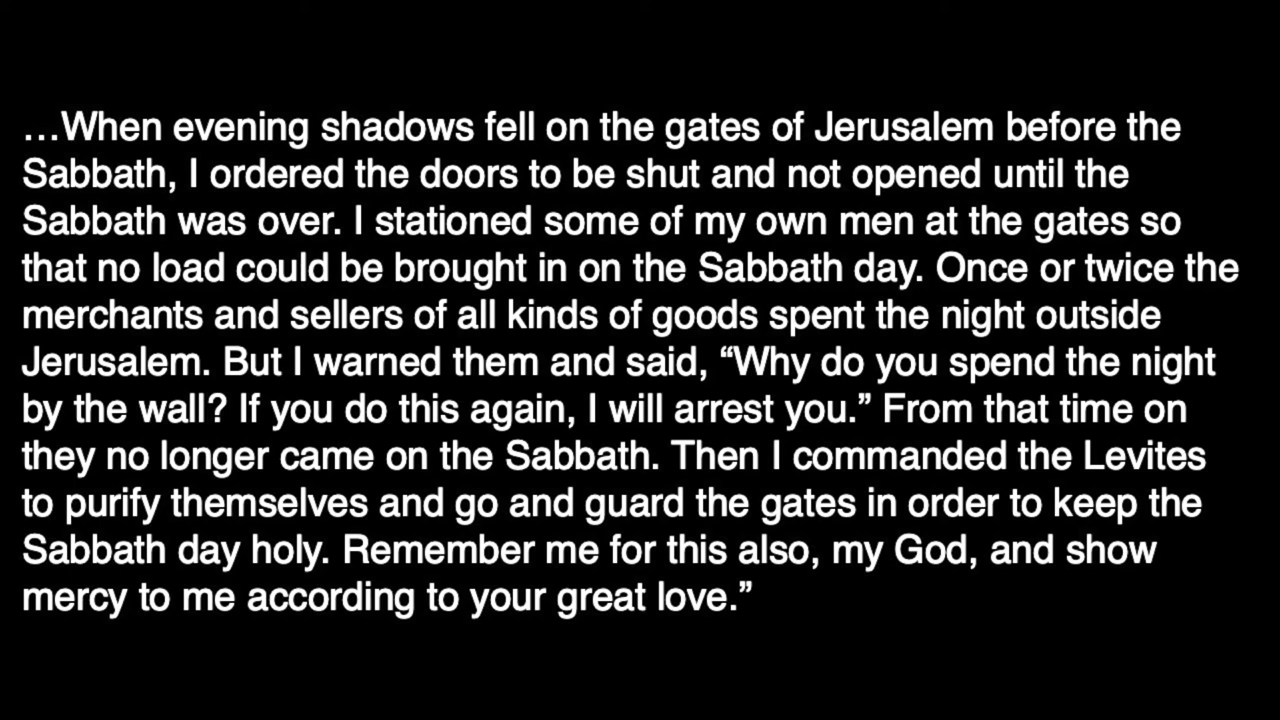 …When evening shadows fell on the gates of Jerusalem before the
Sabbath, I ordered the doors to be shut and not opened until the
Sabbath was over. I stationed some of my own men at the gates so
that no load could be brought in on the Sabbath day. Once or twice the
merchants and sellers of all kinds of goods spent the night outside
Jerusalem. But I warned them and said, “Why do you spend the night
by the wall? If you do this again, I will arrest you.” From that time on
they no longer came on the Sabbath. Then I commanded the Levites
to purify themselves and go and guard the gates in order to keep the
Sabbath day holy. Remember me for this also, my God, and show
mercy to me according to your great love.”